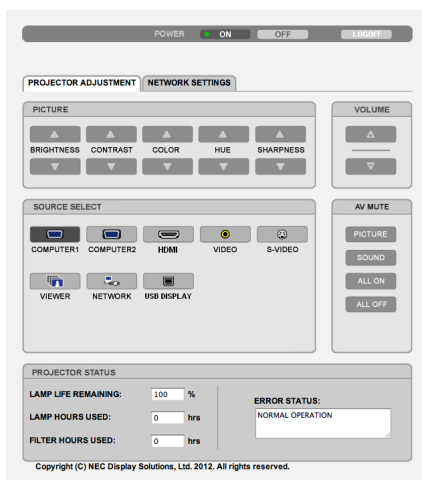 POWER ON OFF LOGOFF
PROJECTOR ADJUSTMENT NETWORK SETTINGS
PICTURE VOLUME
BRIGHTNESS CONTRAST COLOR HUE SHARPNESS
SOURCE SELECT AV MUTE
COMPUTER1 COMPUTER2 HDMI VIDEO S-VIDEO
VIEWER NETWORK USB DISPLAY
PICTURE
SOUND
ALL ON
ALL OFF
PROJECTOR STATUS
LAMP LIFE REMAINING: 100 %
LAMP HOURS USED: 0 hrs
FILTER HOURS USED: 0 hrs
ERROR STATUS:
NORMAL OPERATION
Copyright (C) NEC Display Solutions, Ltd. 2012. All rights reserved.